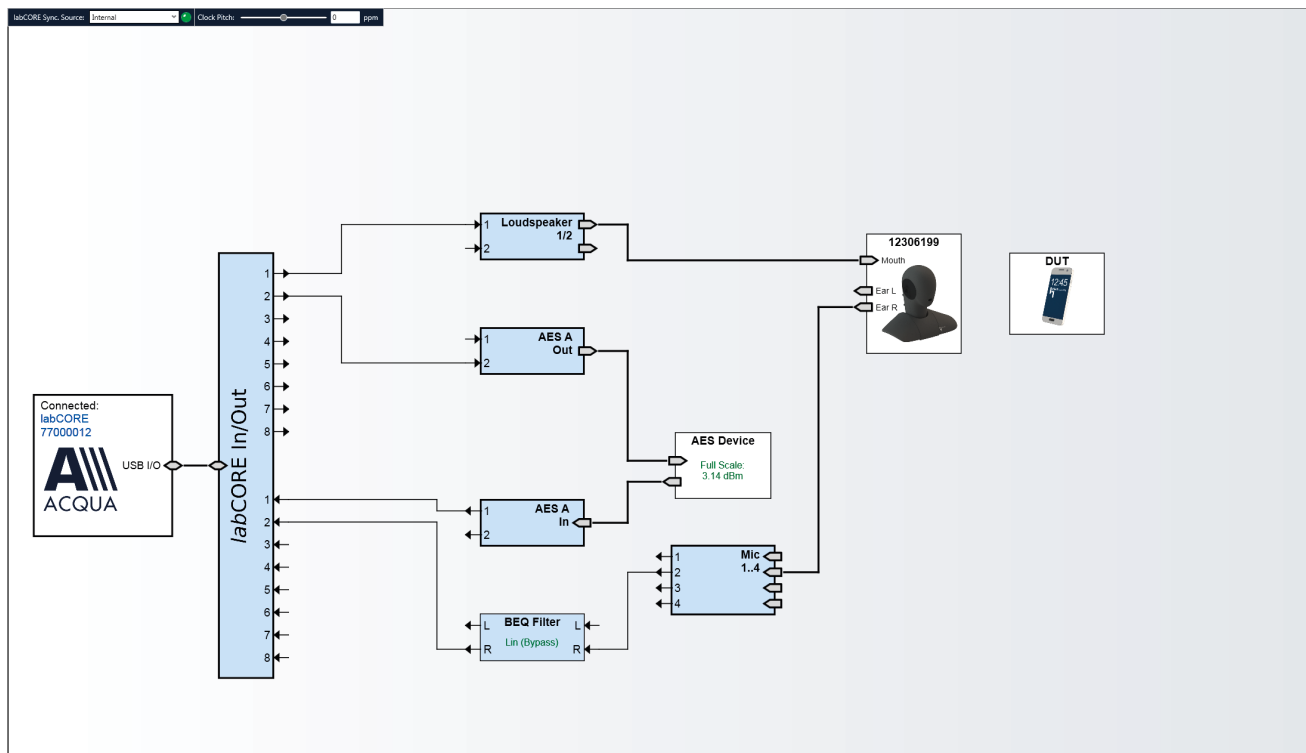 labCORE Sync. Source: Internal Clock Pitch: 0 ppm
Connected:
labCORE
77000012
USB I/O
ACQUA
labCORE In/Out
1
2
3
4
5
6
7
8
1
2
3
4
5
6
7
8
1 Loudspeaker
2 1/2
1 AES A
2 Out
AES Device
Full Scale:
3.14 dBm
1 AES A
2 In
1 Mic
2 1..4
3
4
BEQ Filter
L L
Lin (Bypass)
R R
12306199
Mouth
Ear L
Ear R
DUT
12:45